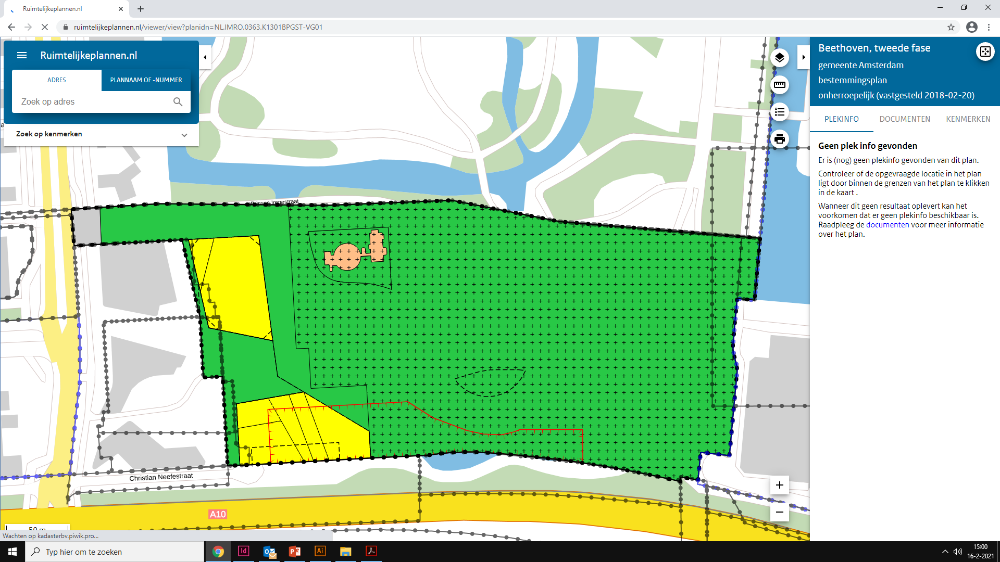 Ruimtelijkeplannen.nl
ruimtelijkeplannen.nl/viewer/view?planidn=NL.IMRO.0363.K1301BPGST-VG01
Ruimtelijkeplannen.nl
ADRES
PLANNAAM OF -NUMMER
Zoek op adres
Zoek op kenmerken
Beethoven, tweede fase
gemeente Amsterdam
bestemmingsplan
onherroepelijk (vastgesteld 2018-02-20)
PLEKINFO
DOCUMENTEN
KENMERKEN
Geen plek info gevonden
Er is (nog) geen plekinfo gevonden van dit plan.
Controleer of de opgevraagde locatie in het plan
ligt door binnen de grenzen van het plan te klikken
in de kaart .
Wanneer dit geen resultaat oplevert kan het
voorkomen dat er geen plekinfo beschikbaar is.
Raadpleeg de documenten voor meer informatie
over het plan.
Prinses Irenestraat
Christian Neefestraat
A10
50 m
Wachten op kadasterbv.piwik.pro...
Typ hier om te zoeken
Id
Ai
15:00
16-2-2021